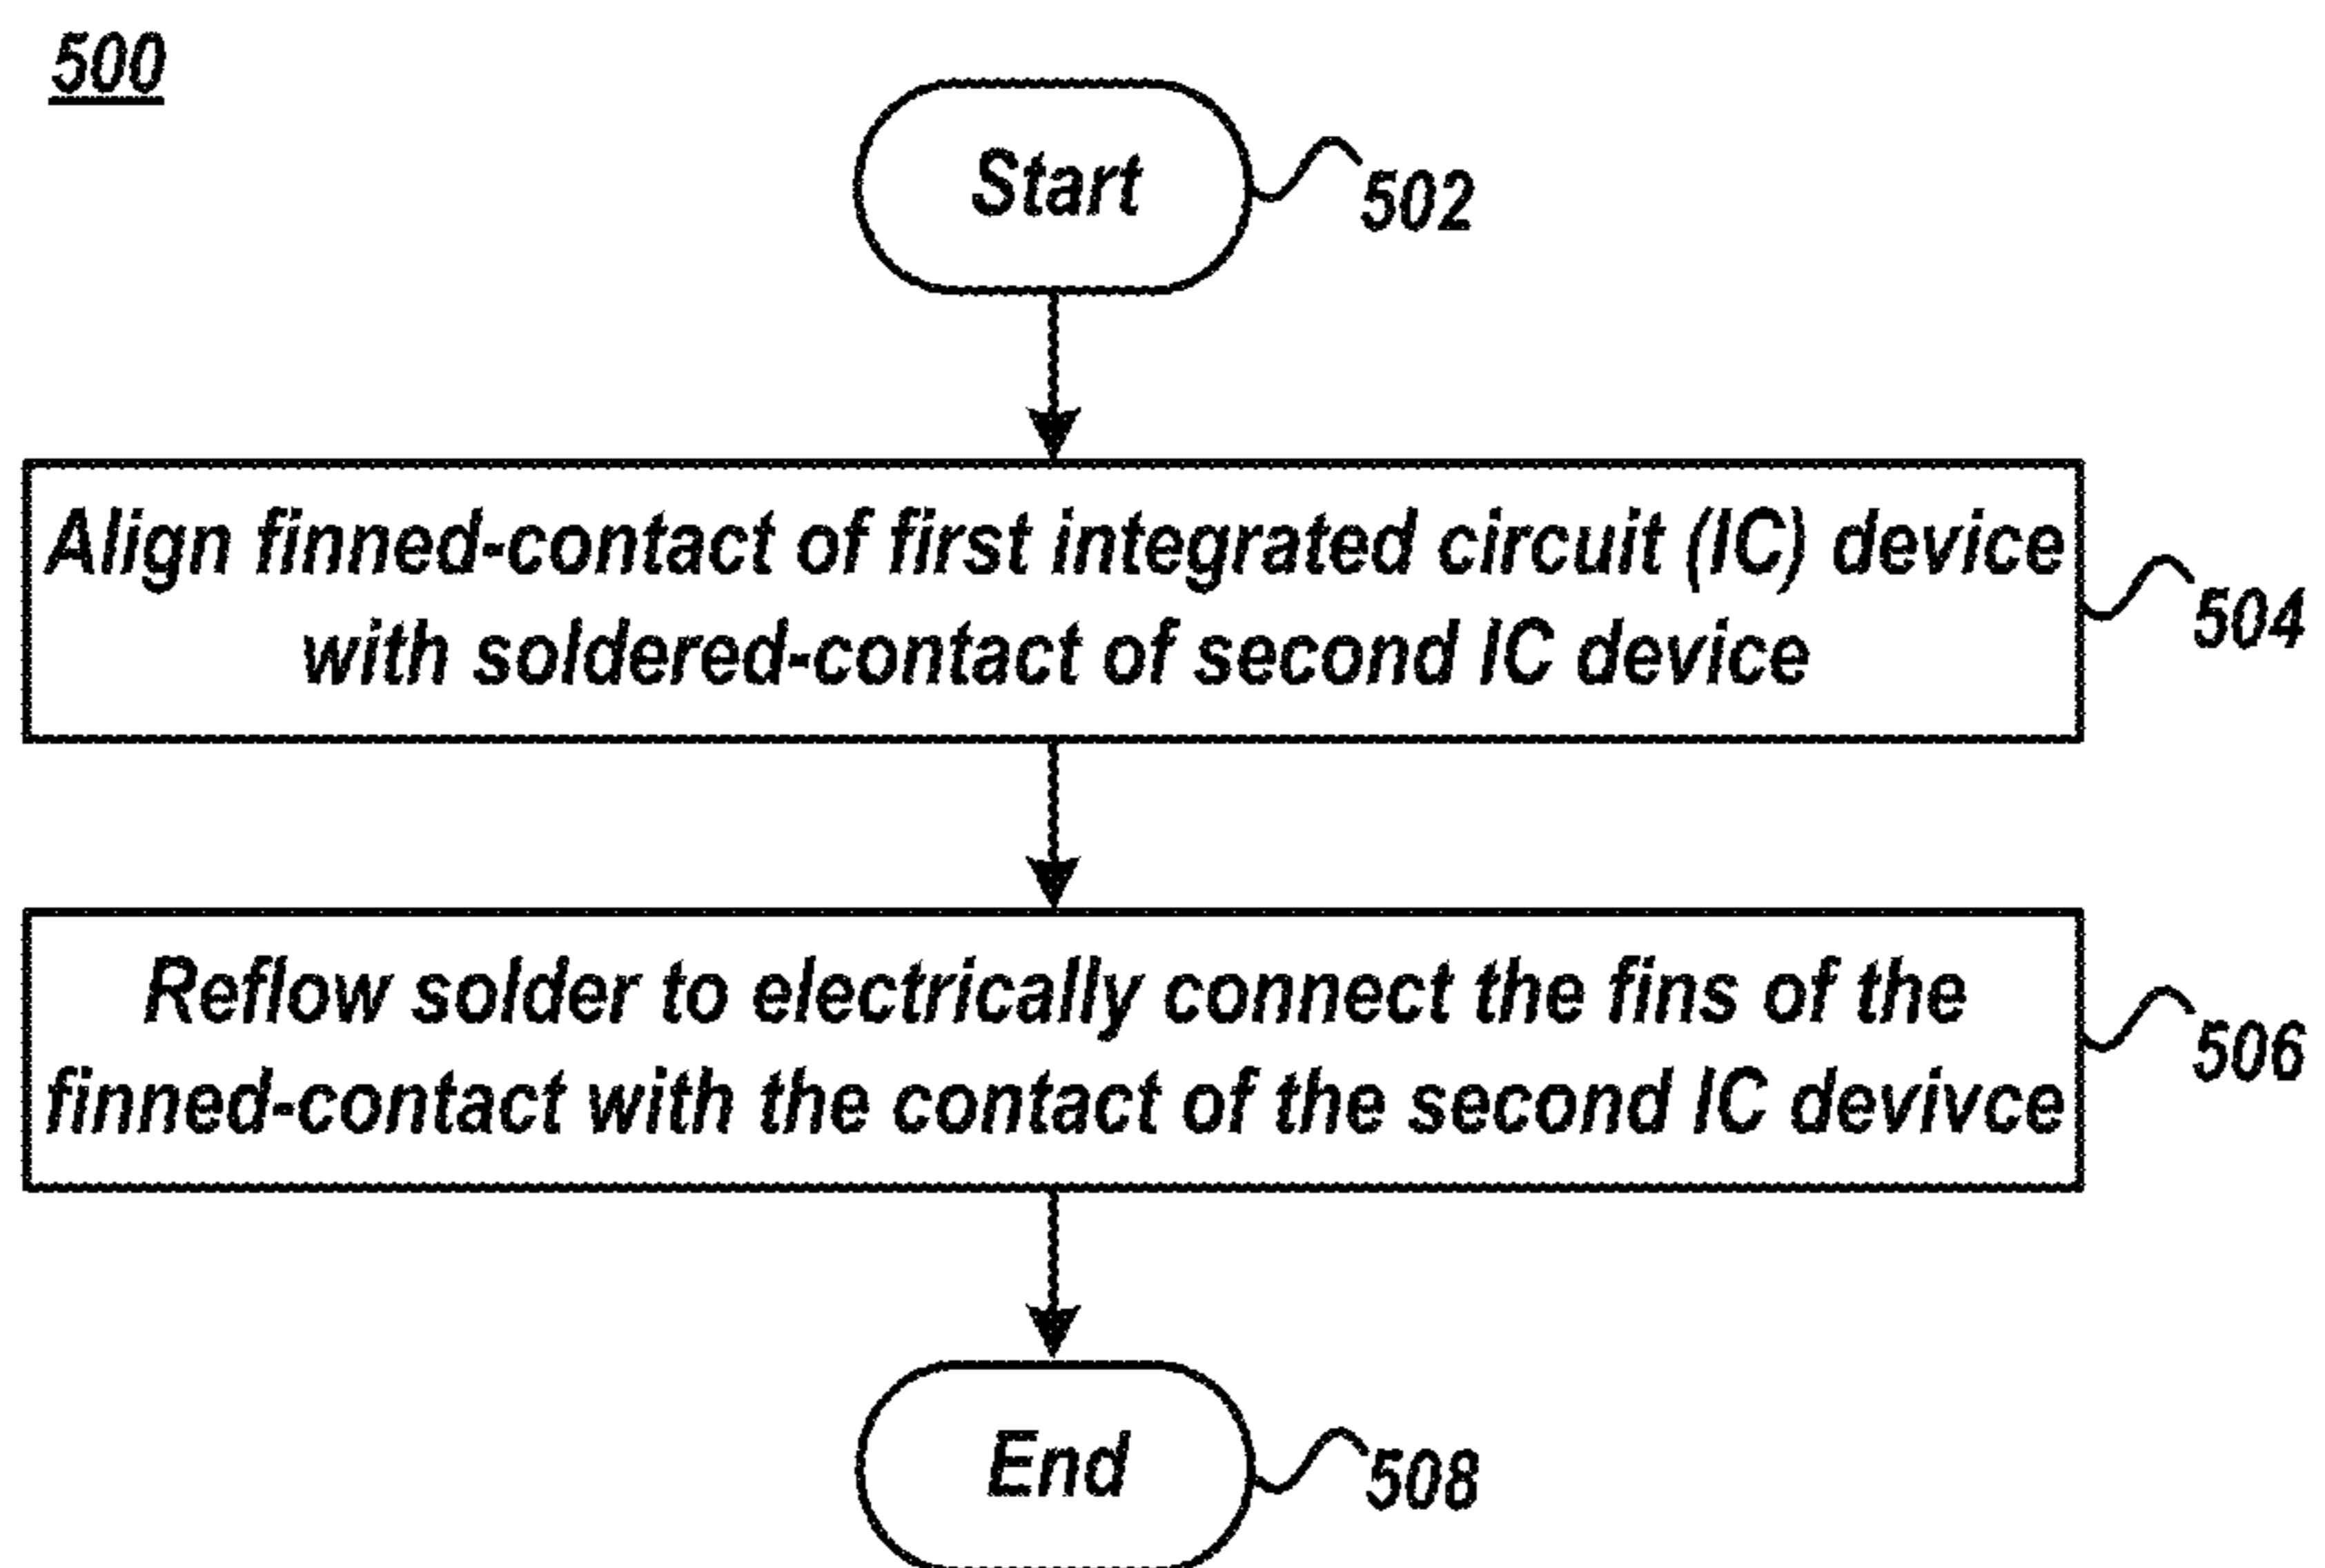 500
Start
502
Align finned-contact of first integrated circuit (IC) device
with soldered-contact of second IC device
504
Reflow solder to electrically connect the fins of the
finned-contact with the contact of the second IC devivce
506
End
508